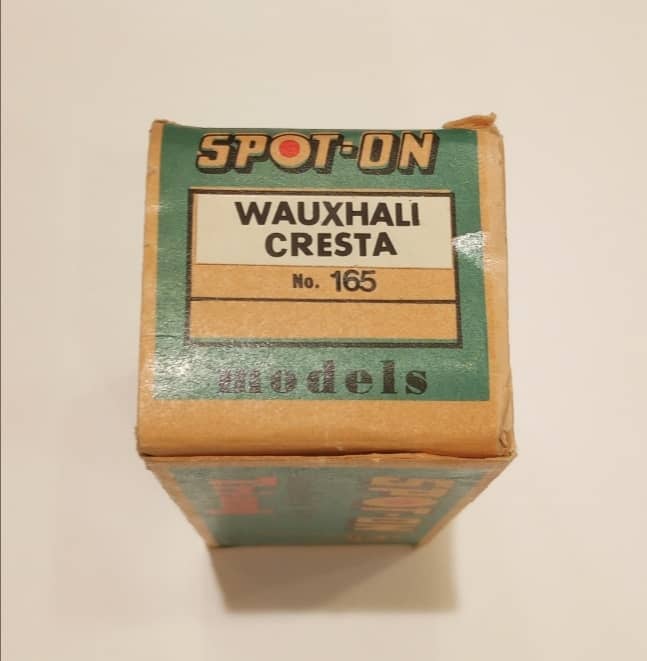 SPOT-ON
WAUXHALI
CRESTA
No. 165
models